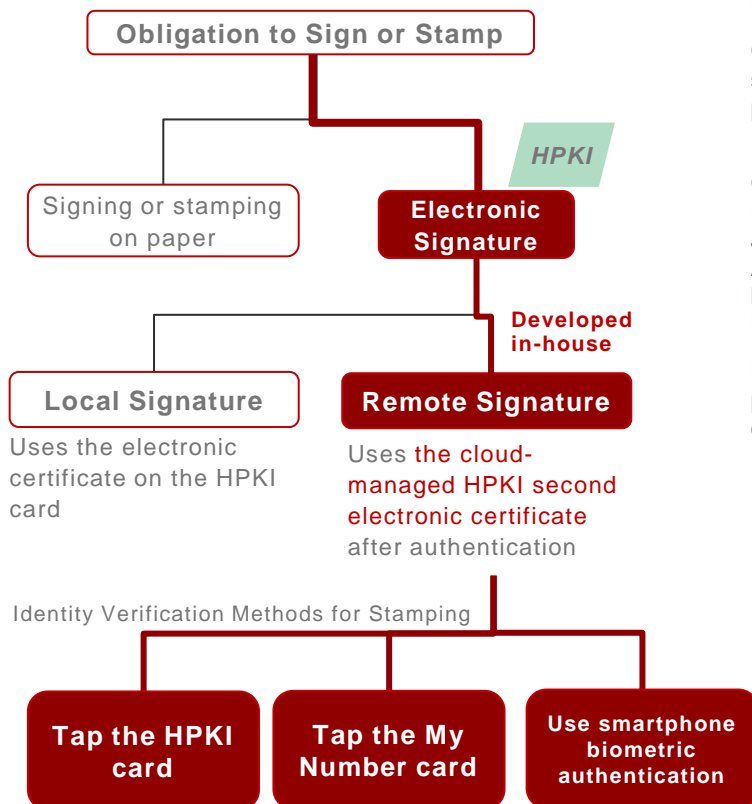 Obligation to Sign or Stamp
HPKI
Signing or stamping
on paper
Electronic
Signature
Developed
in-house
Local Signature
Remote Signature
Uses the electronic
certificate on the HPKI
card
Uses the cloud-
managed HPKI second
electronic certificate
after authentication
Identity Verification Methods for Stamping
Tap the HPKI
card
Tap the My
Number card
Use smartphone
biometric
authentication